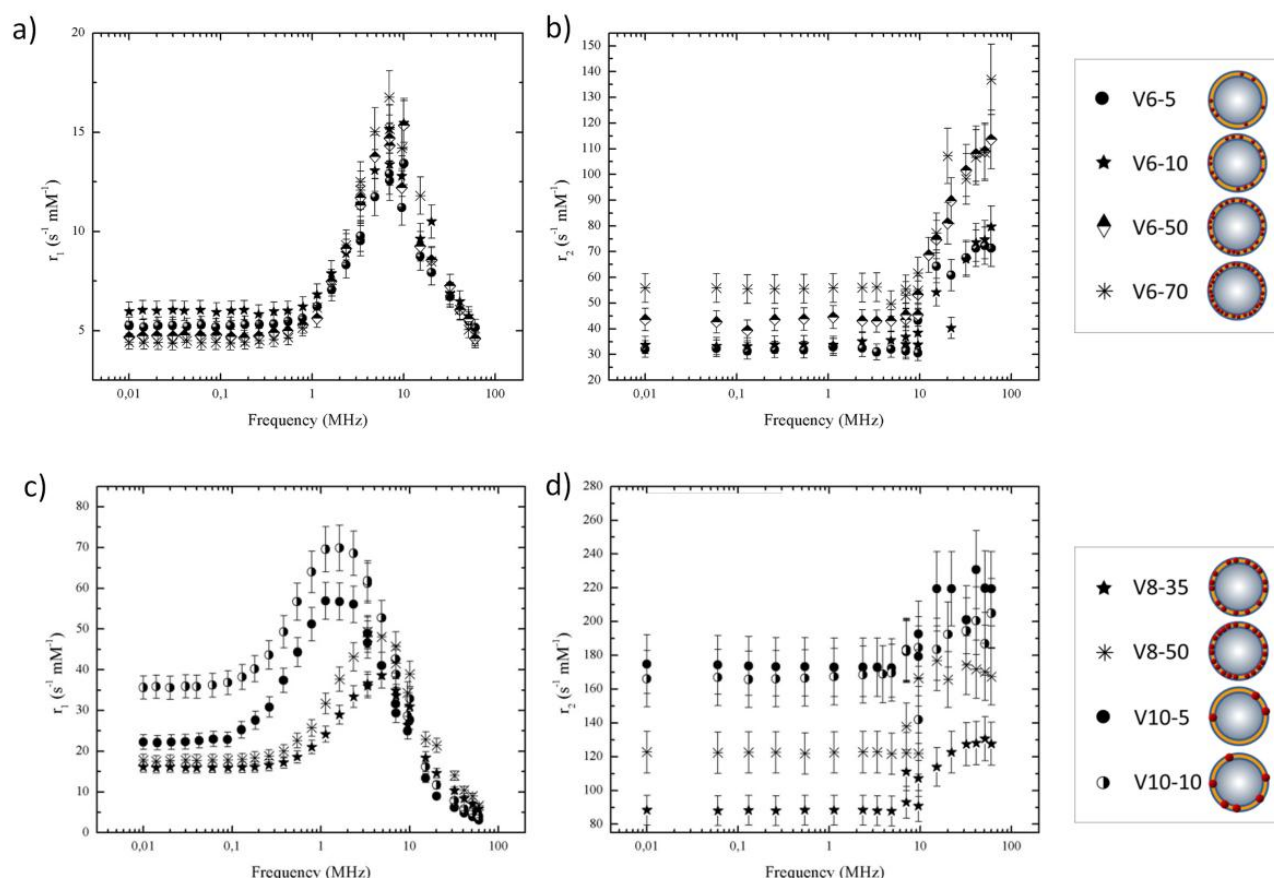 a)
20
15
10
5
r₁ (s⁻¹ mM⁻¹)
0,01 0,1 1 10 100
Frequency (MHz)
b)
150
140
130
120
110
100
90
80
70
60
50
40
30
20
r₂ (s⁻¹ mM⁻¹)
0,01 0,1 1 10 100
Frequency (MHz)
V6-5
V6-10
V6-50
V6-70
c)
80
70
60
50
40
30
20
10
0
r₁ (s⁻¹ mM⁻¹)
0,01 0,1 1 10 100
Frequency (MHz)
d)
280
260
240
220
200
180
160
140
120
100
80
r₂ (s⁻¹ mM⁻¹)
0,01 0,1 1 10 100
Frequency (MHz)
V8-35
V8-50
V10-5
V10-10